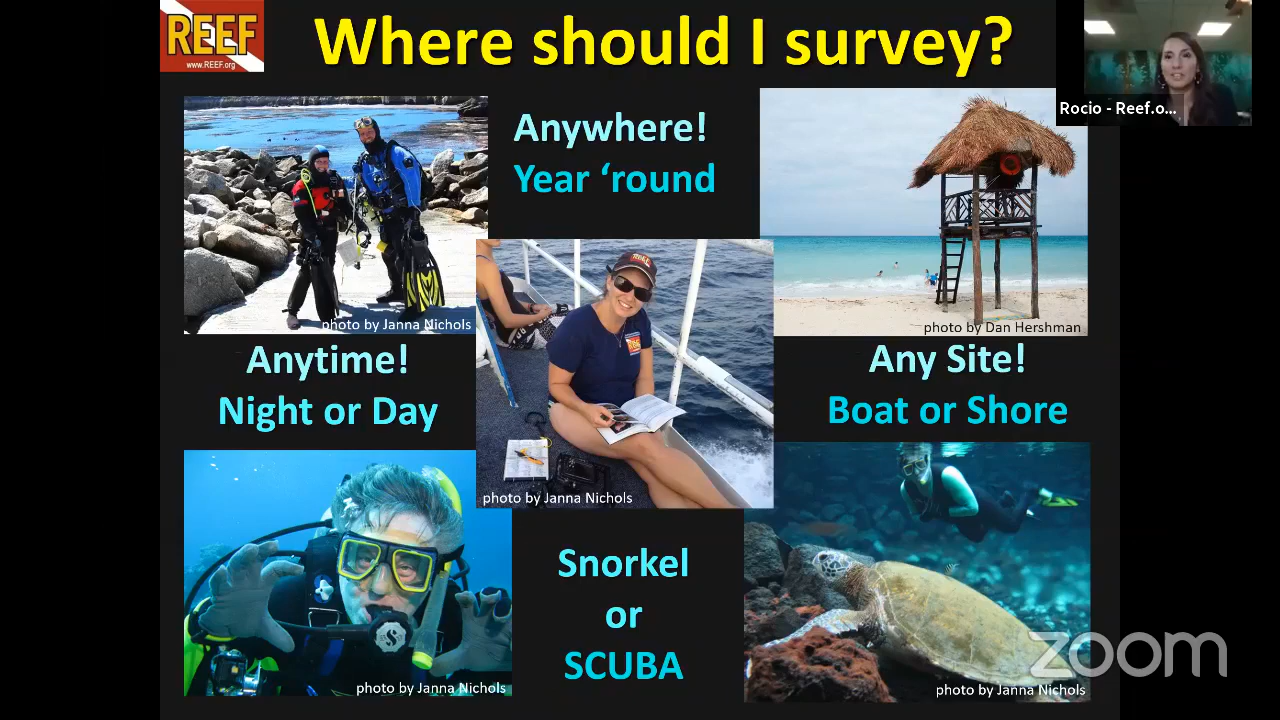 REEF
www.REEF.org
Where should I survey?
Rocio - Reef.o...
Anywhere!
Year ‘round
photo by Janna Nichols
photo by Dan Hershman
REEF
Anytime!
Night or Day
Any Site!
Boat or Shore
photo by Janna Nichols
Snorkel
or
SCUBA
photo by Janna Nichols
photo by Janna Nichols
zoom